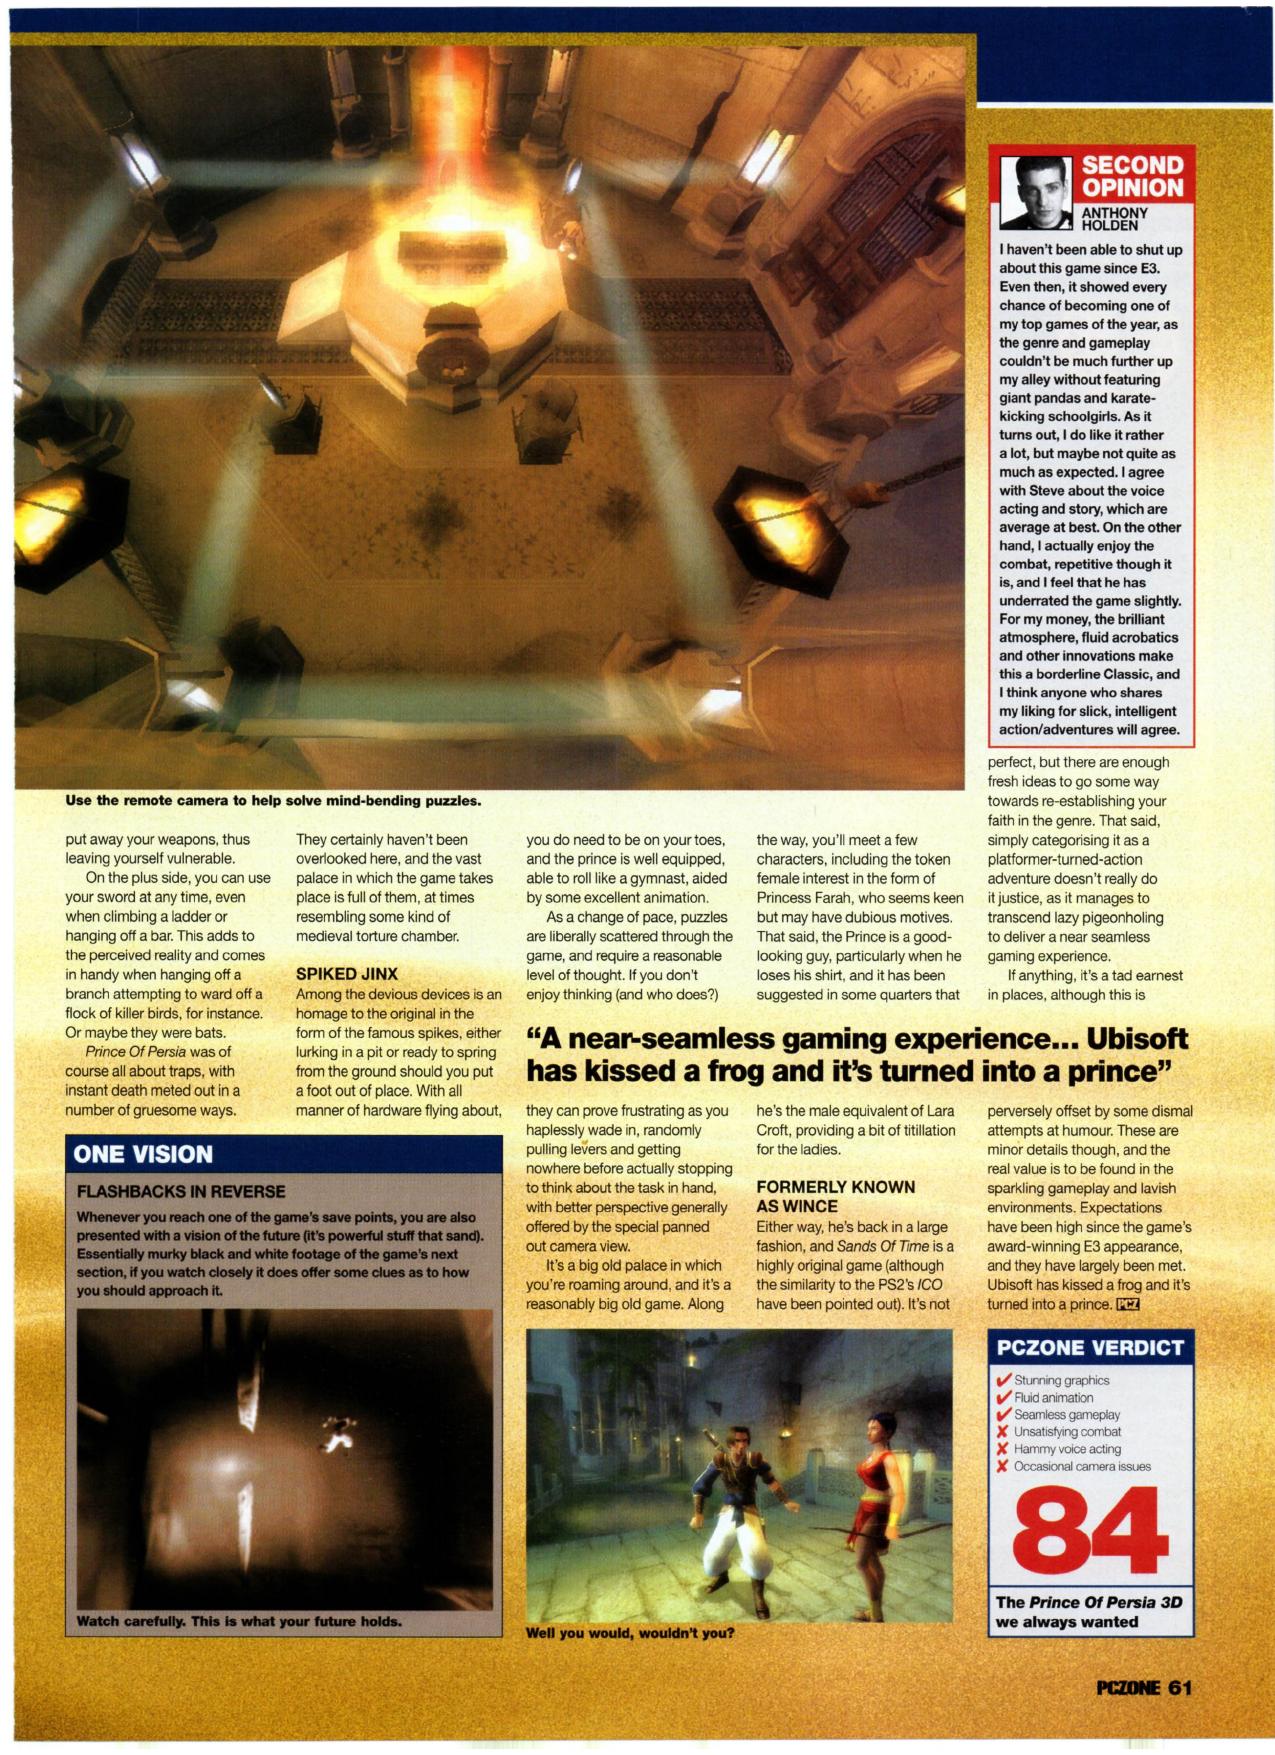 SECOND
OPINION
ANTHONY
HOLDEN
I haven't been able to shut up
about this game since E3.
Even then, it showed every
chance of becoming one of
my top games of the year, as
the genre and gameplay
couldn't be much further up
my alley without featuring
giant pandas and karate-
kicking schoolgirls. As it
turns out, I do like it rather
a lot, but maybe not quite as
much as expected. I agree
with Steve about the voice
acting and story, which are
average at best. On the other
hand, I actually enjoy the
combat, repetitive though it
is, and I feel that he has
underrated the game slightly.
For my money, the brilliant
atmosphere, fluid acrobatics
and other innovations make
this a borderline Classic, and
I think anyone who shares
my liking for slick, intelligent
action/adventures will agree.
Use the remote camera to help solve mind-bending puzzles.
put away your weapons, thus
leaving yourself vulnerable.
On the plus side, you can use
your sword at any time, even
when climbing a ladder or
hanging off a bar. This adds to
the perceived reality and comes
in handy when hanging off a
branch attempting to ward off a
flock of killer birds, for instance.
Or maybe they were bats.
Prince Of Persia was of
course all about traps, with
instant death meted out in a
number of gruesome ways.
They certainly haven't been
overlooked here, and the vast
palace in which the game takes
place is full of them, at times
resembling some kind of
medieval torture chamber.
SPIKED JINX
Among the devious devices is an
homage to the original in the
form of the famous spikes, either
lurking in a pit or ready to spring
from the ground should you put
a foot out of place. With all
manner of hardware flying about,
you do need to be on your toes,
and the prince is well equipped,
able to roll like a gymnast, aided
by some excellent animation.
As a change of pace, puzzles
are liberally scattered through the
game, and require a reasonable
level of thought. If you don't
enjoy thinking (and who does?)
they can prove frustrating as you
haplessly wade in, randomly
pulling levers and getting
nowhere before actually stopping
to think about the task in hand,
with better perspective generally
offered by the special panned
out camera view.
It's a big old palace in which
you're roaming around, and it's a
reasonably big old game. Along
the way, you'll meet a few
characters, including the token
female interest in the form of
Princess Farah, who seems keen
but may have dubious motives.
That said, the Prince is a good-
looking guy, particularly when he
loses his shirt, and it has been
suggested in some quarters that
he's the male equivalent of Lara
Croft, providing a bit of titillation
for the ladies.
FORMERLY KNOWN
AS WINCE
Either way, he's back in a large
fashion, and Sands Of Time is a
highly original game (although
the similarity to the PS2's ICO
have been pointed out). It's not
perfect, but there are enough
fresh ideas to go some way
towards re-establishing your
faith in the genre. That said,
simply categorising it as a
platformer-turned-action
adventure doesn't really do
it justice, as it manages to
transcend lazy pigeonholing
to deliver a near seamless
gaming experience.
If anything, it's a tad earnest
in places, although this is
perversely offset by some dismal
attempts at humour. These are
minor details though, and the
real value is to be found in the
sparkling gameplay and lavish
environments. Expectations
have been high since the game's
award-winning E3 appearance,
and they have largely been met.
Ubisoft has kissed a frog and it's
turned into a prince. PCZ
"A near-seamless gaming experience... Ubisoft
has kissed a frog and it's turned into a prince"
ONE VISION
FLASHBACKS IN REVERSE
Whenever you reach one of the game's save points, you are also
presented with a vision of the future (it's powerful stuff that sand).
Essentially murky black and white footage of the game's next
section, if you watch closely it does offer some clues as to how
you should approach it.
Watch carefully. This is what your future holds.
Well you would, wouldn't you?
PCZONE VERDICT
✓ Stunning graphics
✓ Fluid animation
✓ Seamless gameplay
✗ Unsatisfying combat
✗ Hammy voice acting
✗ Occasional camera issues
84
The Prince Of Persia 3D
we always wanted
PCZONE 61